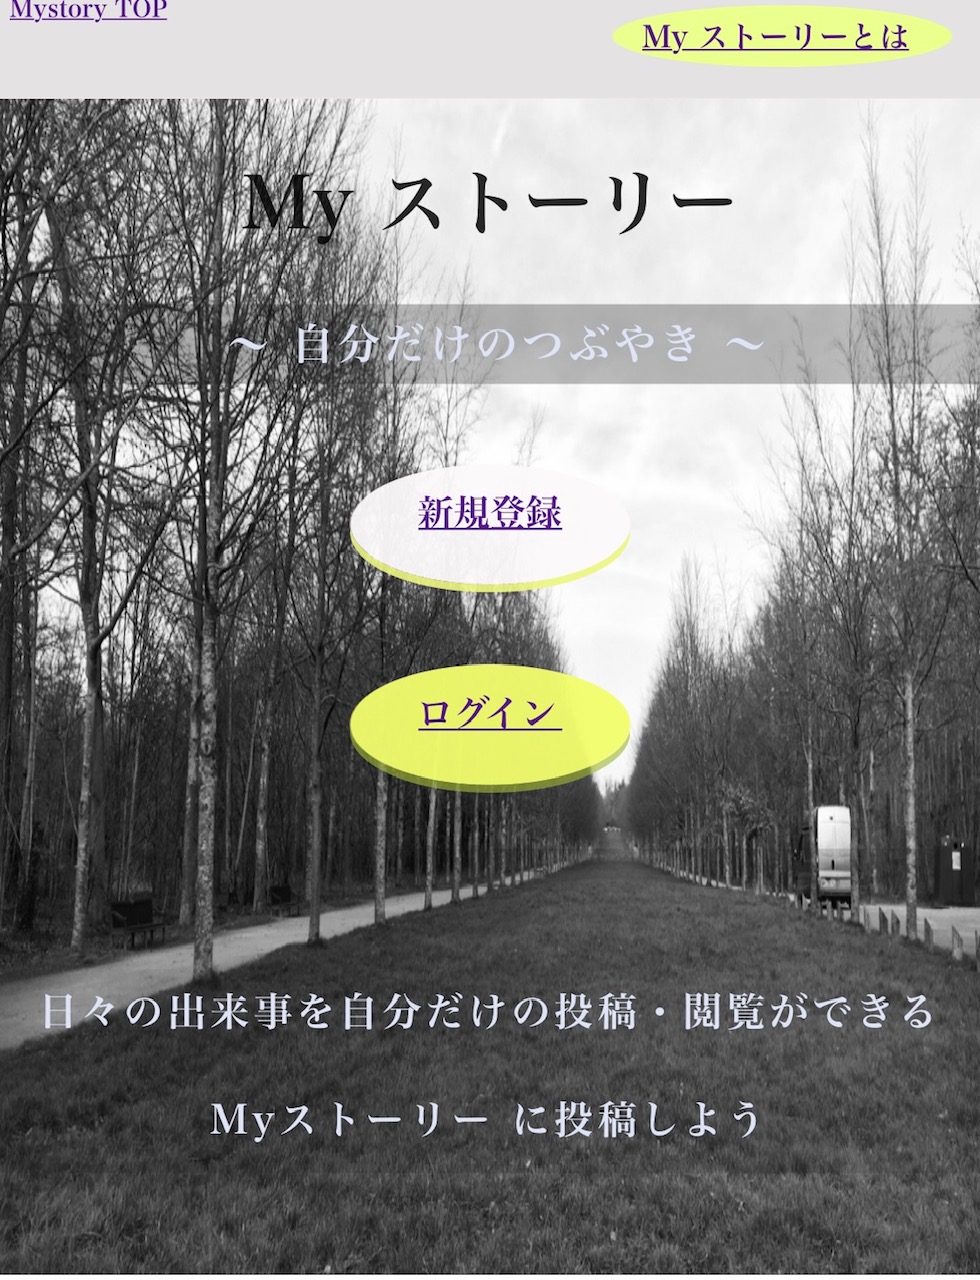 Mystory TOP
My ストーリーとは
My ストーリー
～ 自分だけのつぶやき ～
新規登録
ログイン
日々の出来事を自分だけの投稿・閲覧ができる
Myストーリー に投稿しよう